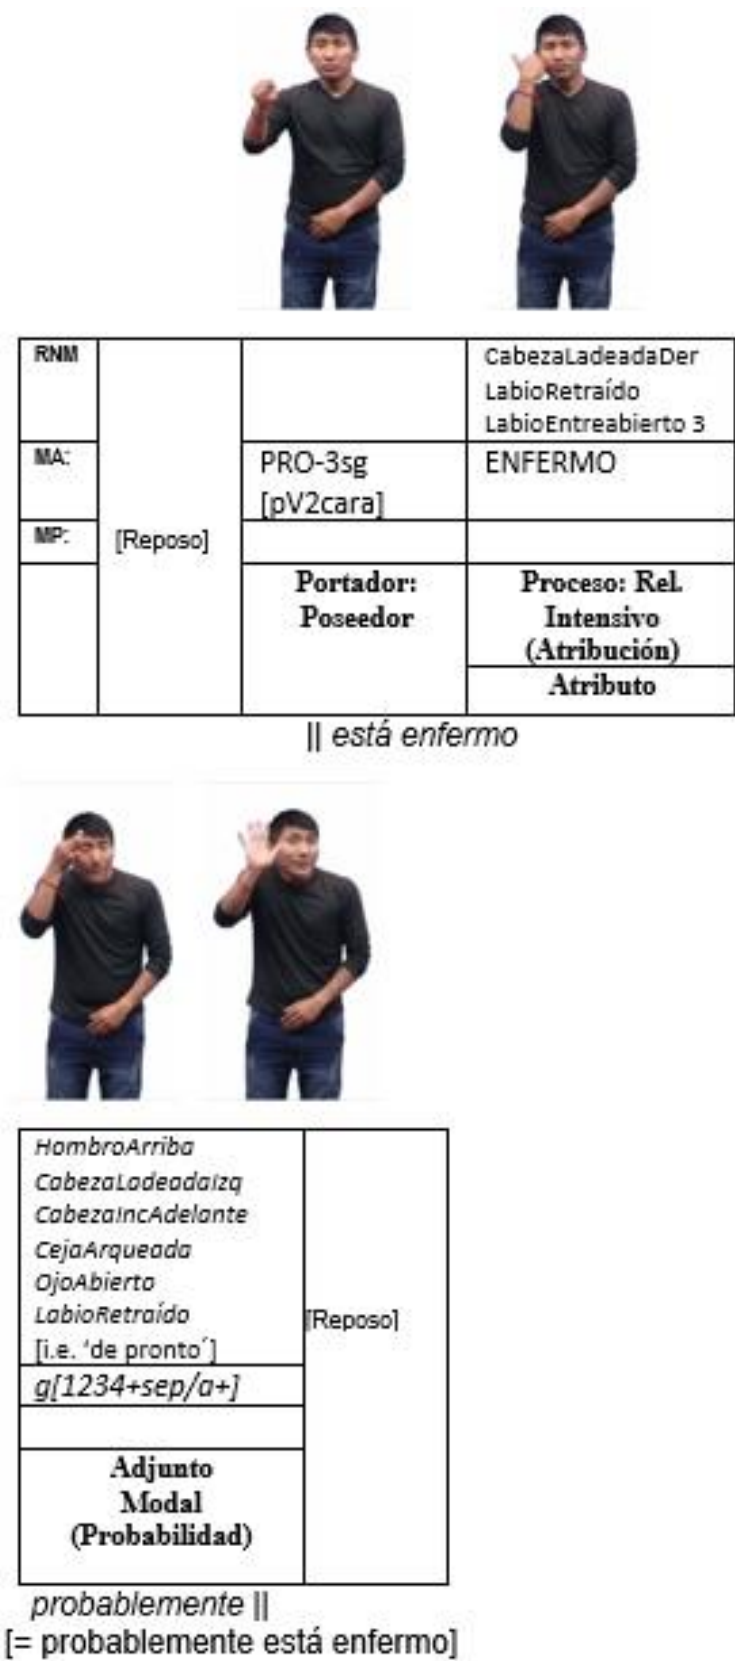 RNM
CabezaLadeadaDer
LabioRetraído
LabioEntreabierto 3
MA:
PRO-3sg
[pV2cara]
ENFERMO
MP:
[Reposo]
Portador:
Poseedor
Proceso: Rel.
Intensivo
(Atribución)
Atributo
|| está enfermo
HombroArriba
CabezaLadeadaIzq
CabezaIncAdelante
CejaArqueada
OjoAbierto
LabioRetraído
[i.e. ‘de pronto´]
[Reposo]
g[1234+sep/a+]
Adjunto
Modal
(Probabilidad)
probablemente ||
[= probablemente está enfermo]